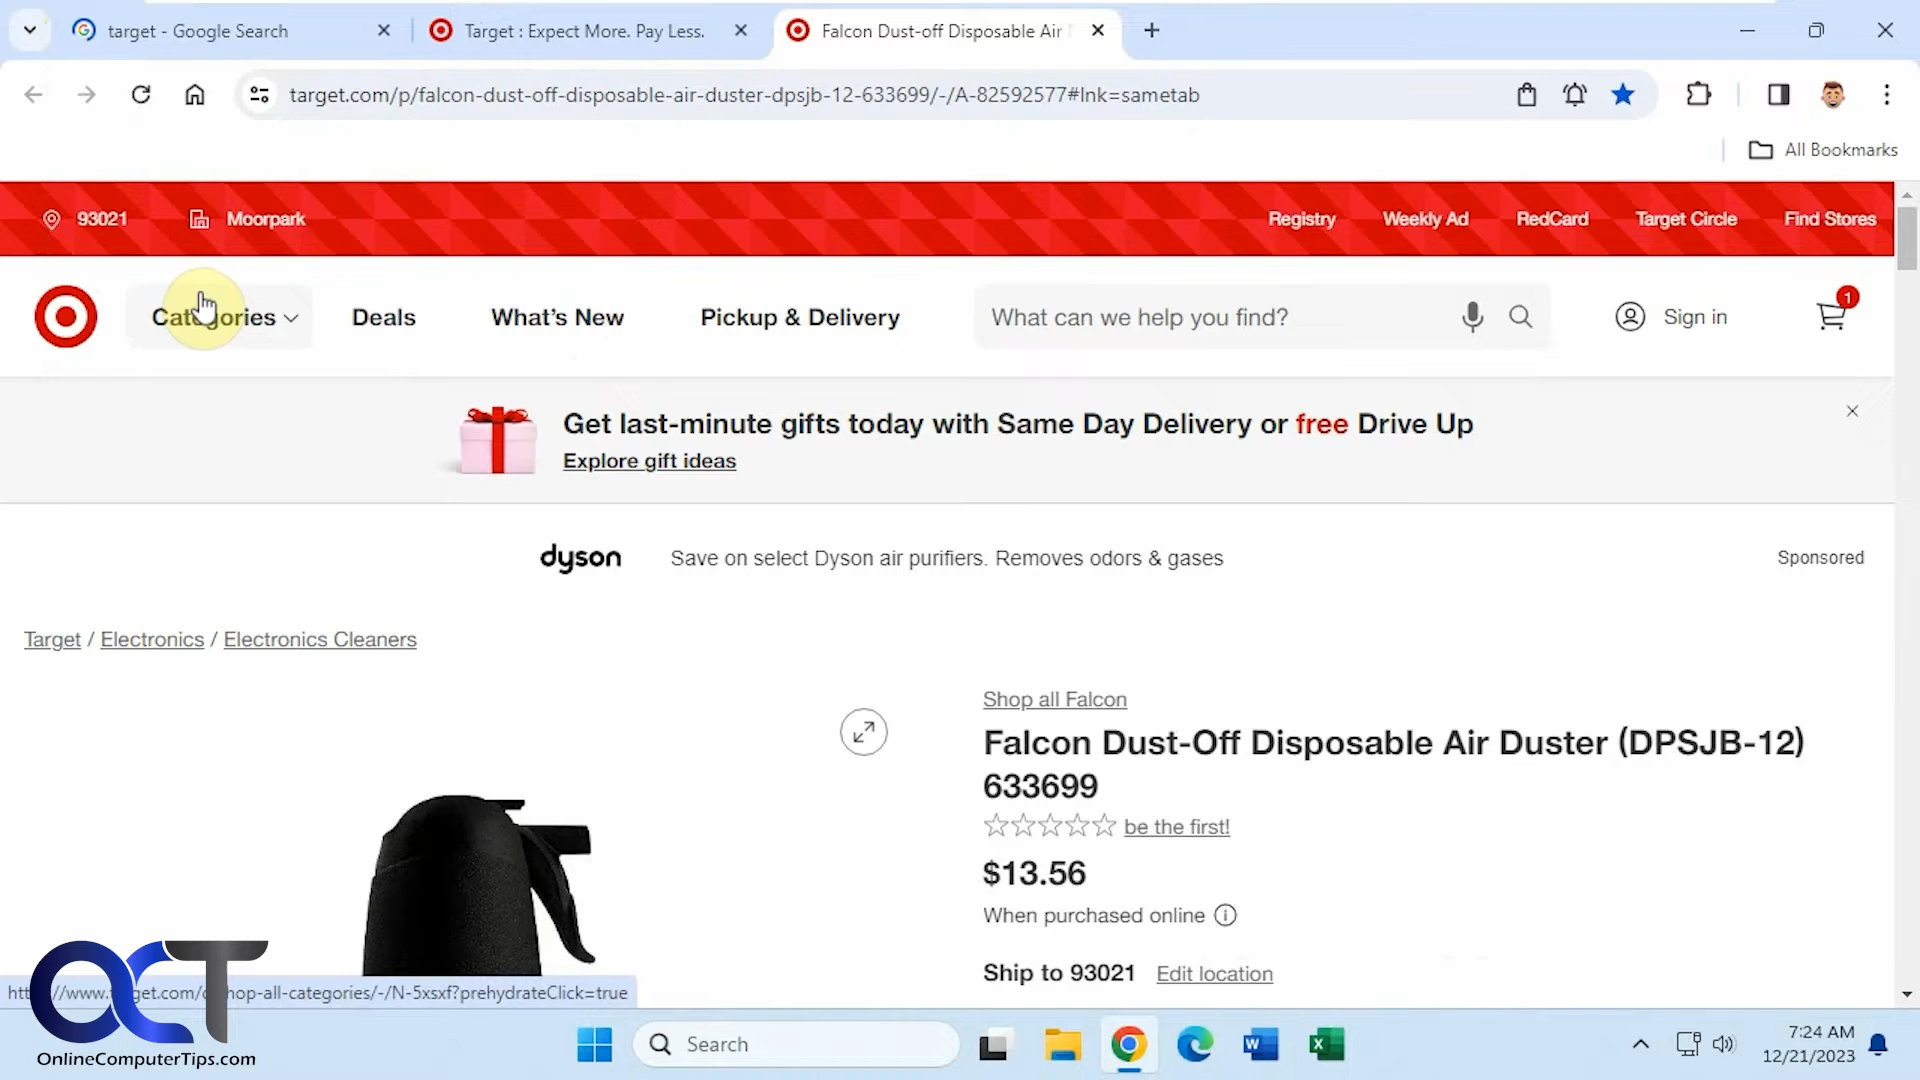 target - Google Search
Target : Expect More. Pay Less.
Falcon Dust-off Disposable Air
target.com/p/falcon-dust-off-disposable-air-duster-dpsjb-12-633699/-/A-82592577#lnk=sametab
All Bookmarks
93021
Moorpark
Registry
Weekly Ad
RedCard
Target Circle
Find Stores
Categories
Deals
What's New
Pickup & Delivery
What can we help you find?
Sign in
1
Get last-minute gifts today with Same Day Delivery or free Drive Up
Explore gift ideas
dyson
Save on select Dyson air purifiers. Removes odors & gases
Sponsored
Target / Electronics / Electronics Cleaners
Shop all Falcon
Falcon Dust-Off Disposable Air Duster (DPSJB-12)
633699
be the first!
$13.56
When purchased online
Ship to 93021 Edit location
OCT
OnlineComputerTips.com
Search
7:24 AM
12/21/2023